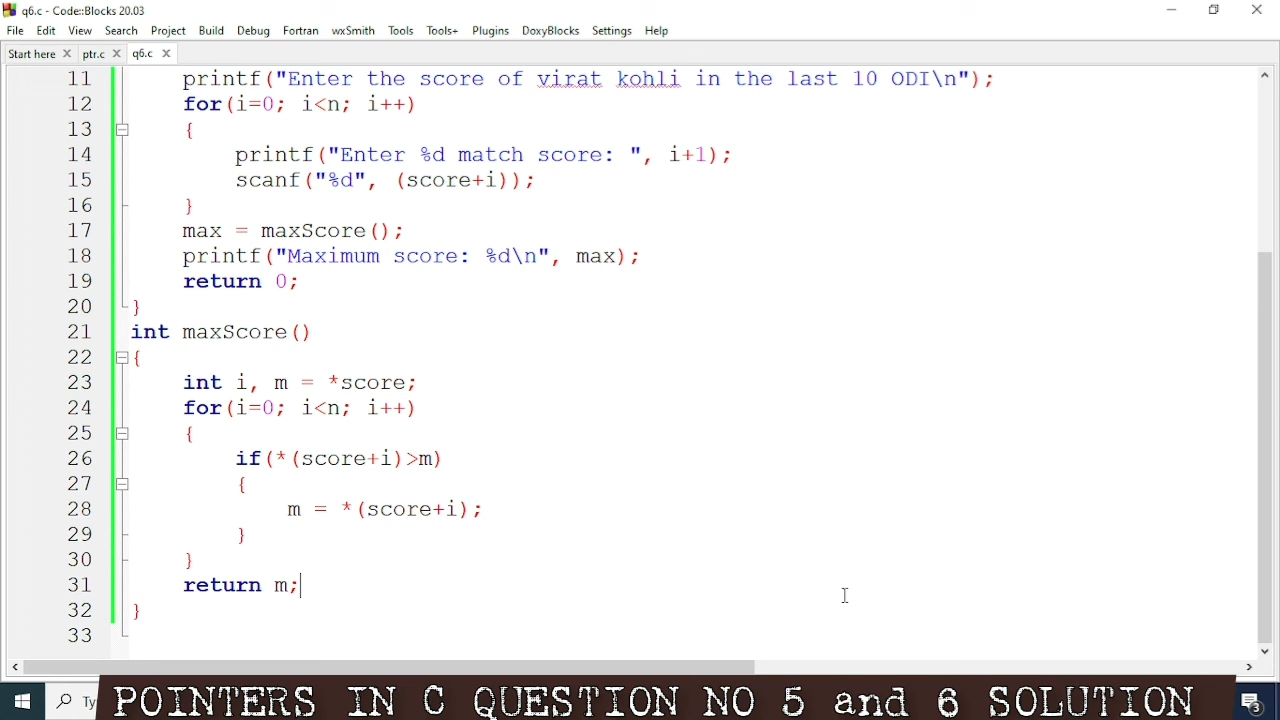 q6.c - Code::Blocks 20.03
File Edit View Search Project Build Debug Fortran wxSmith Tools Tools+ Plugins DoxyBlocks Settings Help
Start here ptr.c q6.c
11 printf("Enter the score of virat kohli in the last 10 ODI\n");
12 for(i=0; i<n; i++)
13 {
14 printf("Enter %d match score: ", i+1);
15 scanf("%d", (score+i));
16 }
17 max = maxScore();
18 printf("Maximum score: %d\n", max);
19 return 0;
20 }
21 int maxScore()
22 {
23 int i, m = *score;
24 for(i=0; i<n; i++)
25 {
26 if(*(score+i)>m)
27 {
28 m = *(score+i);
29 }
30 }
31 return m;
32 }
33
Ty
POINTERS IN C QUESTION NO 5 and 6 SOLUTION
3